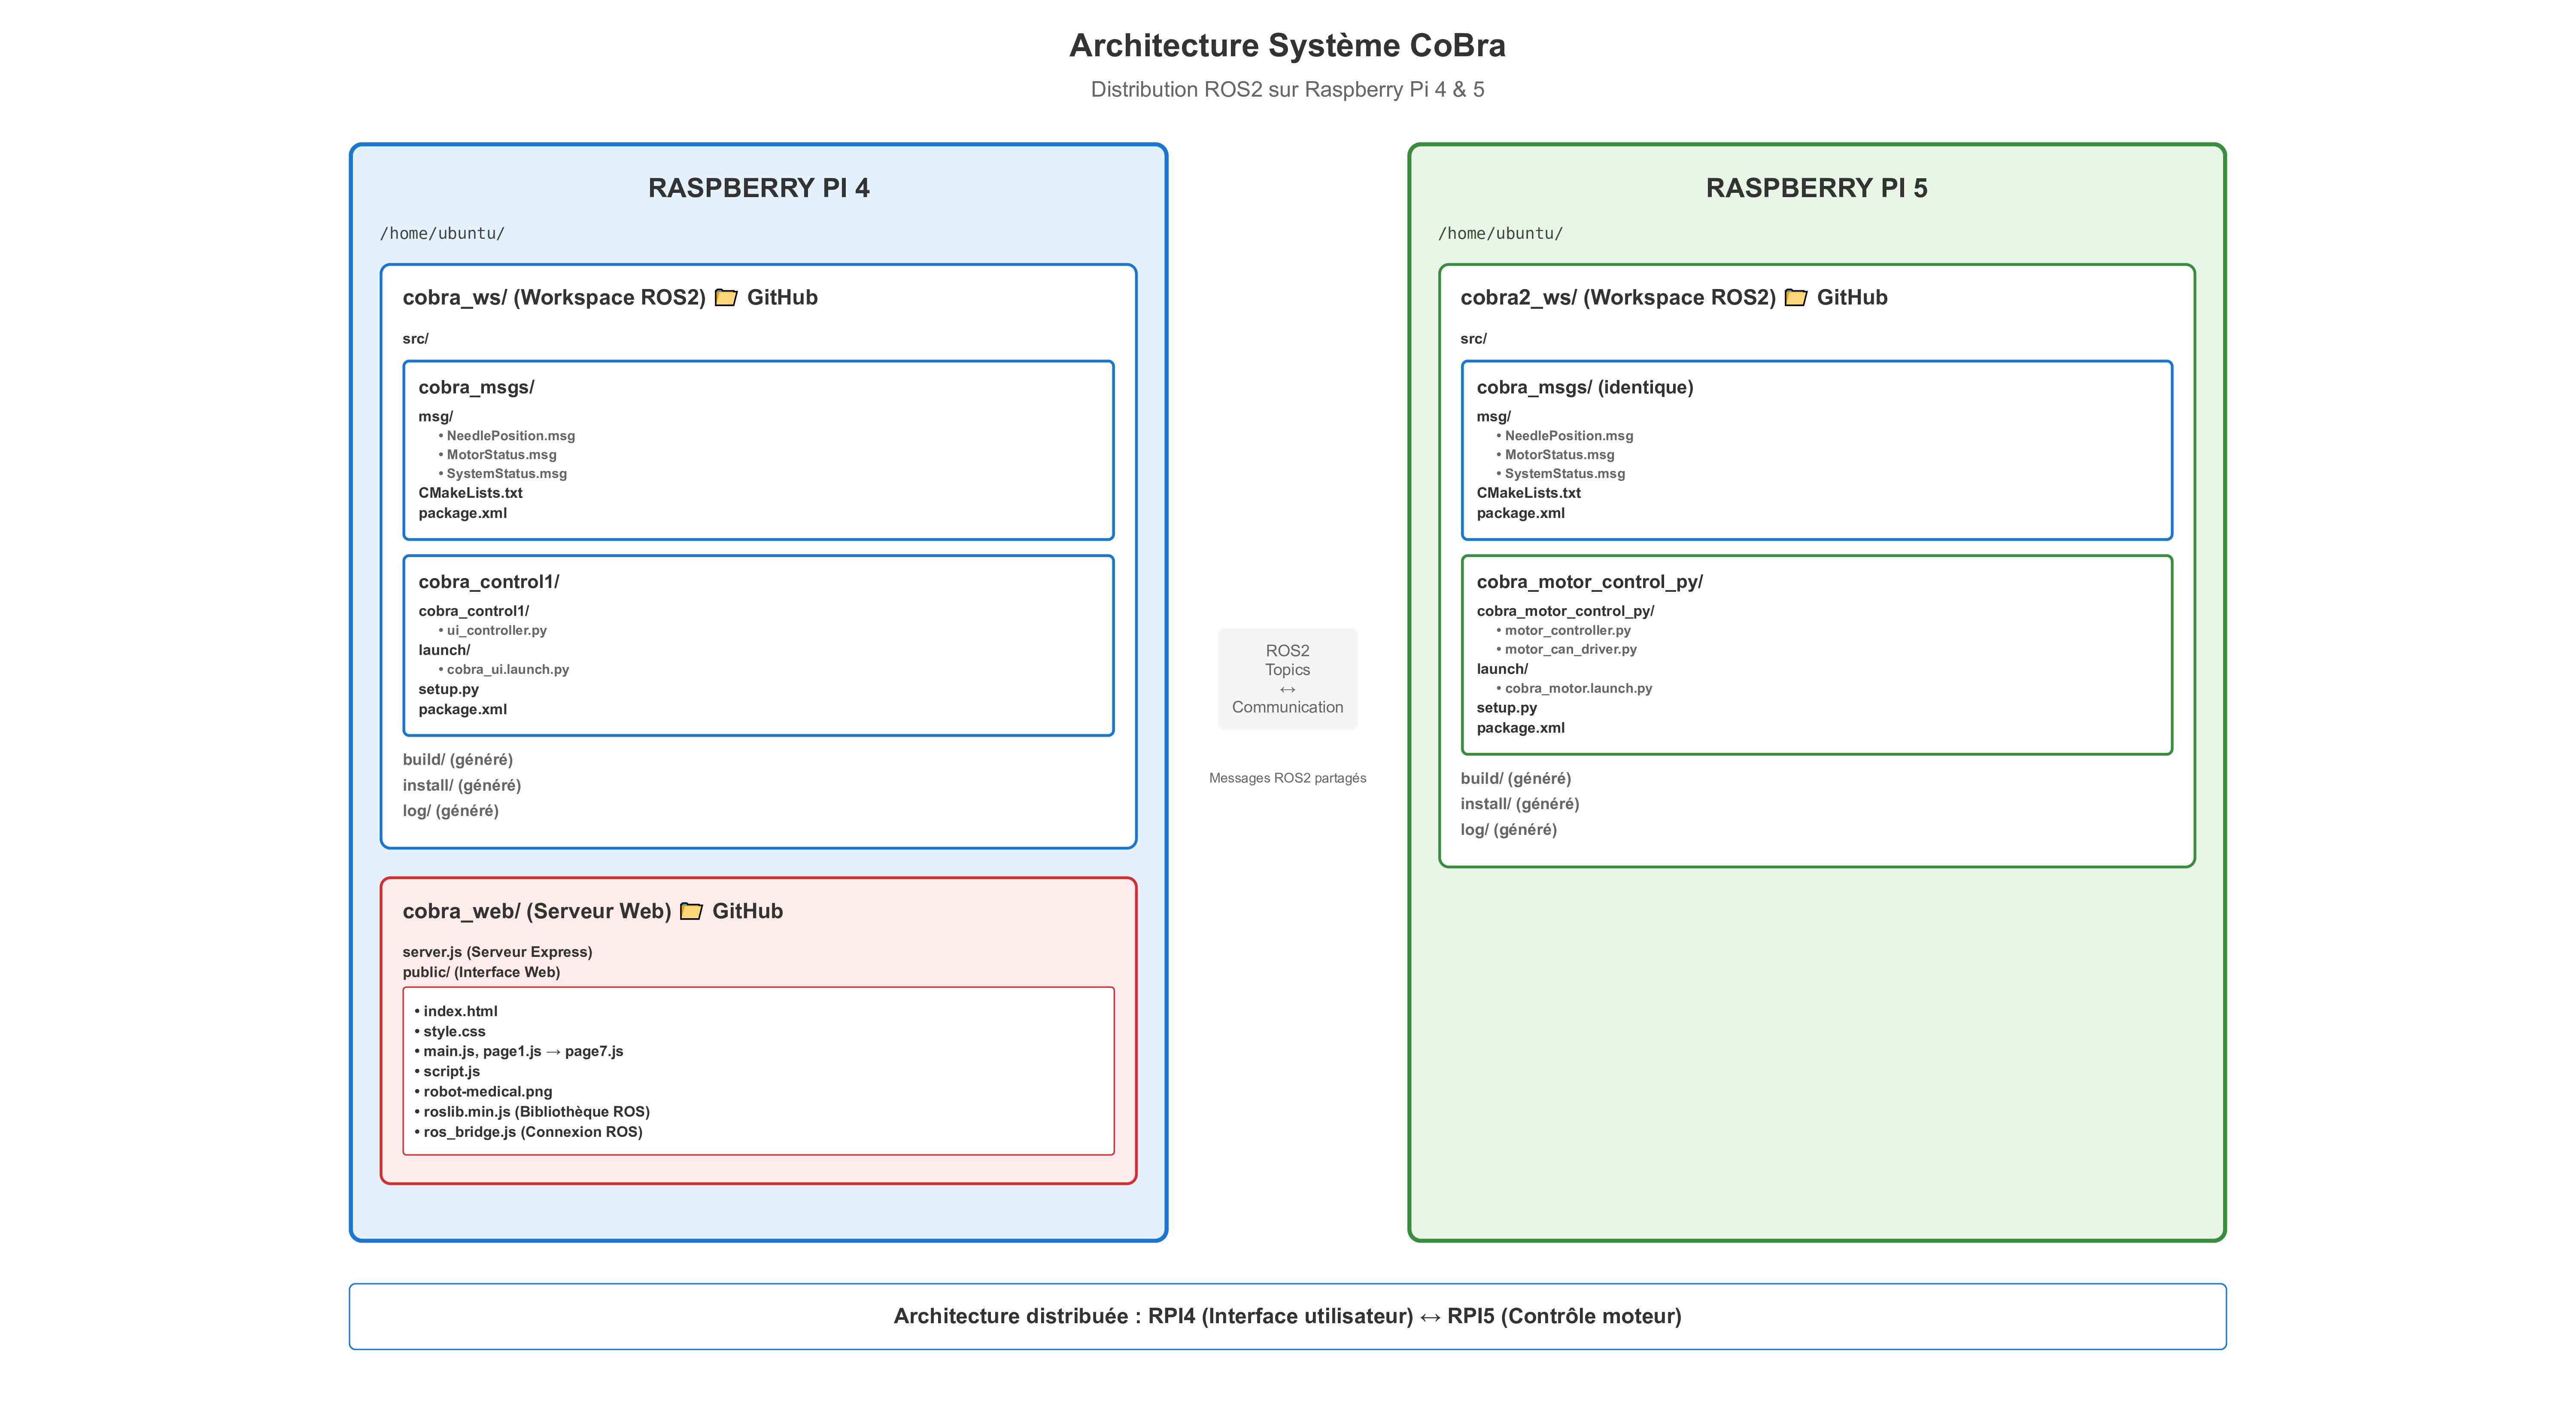 Architecture Système CoBra
Distribution ROS2 sur Raspberry Pi 4 & 5
RASPBERRY PI 4
/home/ubuntu/
cobra_ws/ (Workspace ROS2) 📂 GitHub
src/
cobra_msgs/
msg/
• NeedlePosition.msg
• MotorStatus.msg
• SystemStatus.msg
CMakeLists.txt
package.xml
cobra_control1/
cobra_control1/
• ui_controller.py
launch/
• cobra_ui.launch.py
setup.py
package.xml
build/ (généré)
install/ (généré)
log/ (généré)
cobra_web/ (Serveur Web) 📂 GitHub
server.js (Serveur Express)
public/ (Interface Web)
• index.html
• style.css
• main.js, page1.js → page7.js
• script.js
• robot-medical.png
• roslib.min.js (Bibliothèque ROS)
• ros_bridge.js (Connexion ROS)
ROS2
Topics
↔
Communication
Messages ROS2 partagés
RASPBERRY PI 5
/home/ubuntu/
cobra2_ws/ (Workspace ROS2) 📂 GitHub
src/
cobra_msgs/ (identique)
msg/
• NeedlePosition.msg
• MotorStatus.msg
• SystemStatus.msg
CMakeLists.txt
package.xml
cobra_motor_control_py/
cobra_motor_control_py/
• motor_controller.py
• motor_can_driver.py
launch/
• cobra_motor.launch.py
setup.py
package.xml
build/ (généré)
install/ (généré)
log/ (généré)
Architecture distribuée : RPI4 (Interface utilisateur) ↔ RPI5 (Contrôle moteur)